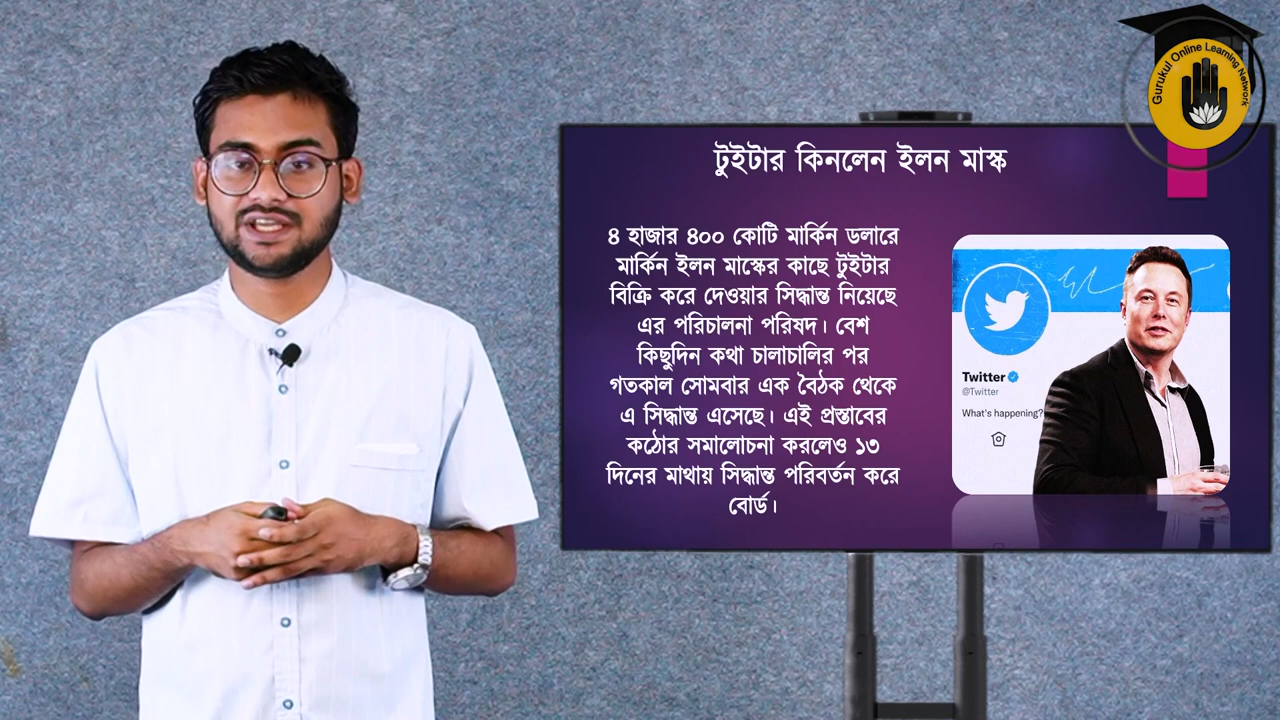 Gurukul Online Learning Network
টুইটার কিনলেন ইলন মাস্ক
৪ হাজার ৪০০ কোটি মার্কিন ডলারে
মার্কিন ইলন মাস্কের কাছে টুইটার
বিক্রি করে দেওয়ার সিদ্ধান্ত নিয়েছে
এর পরিচালনা পরিষদ। বেশ
কিছুদিন কথা চালাচালির পর
গতকাল সোমবার এক বৈঠক থেকে
এ সিদ্ধান্ত এসেছে। এই প্রস্তাবের
কঠোর সমালোচনা করলেও ১৩
দিনের মাথায় সিদ্ধান্ত পরিবর্তন করে
বোর্ড।
Twitter
@Twitter
What's happening?